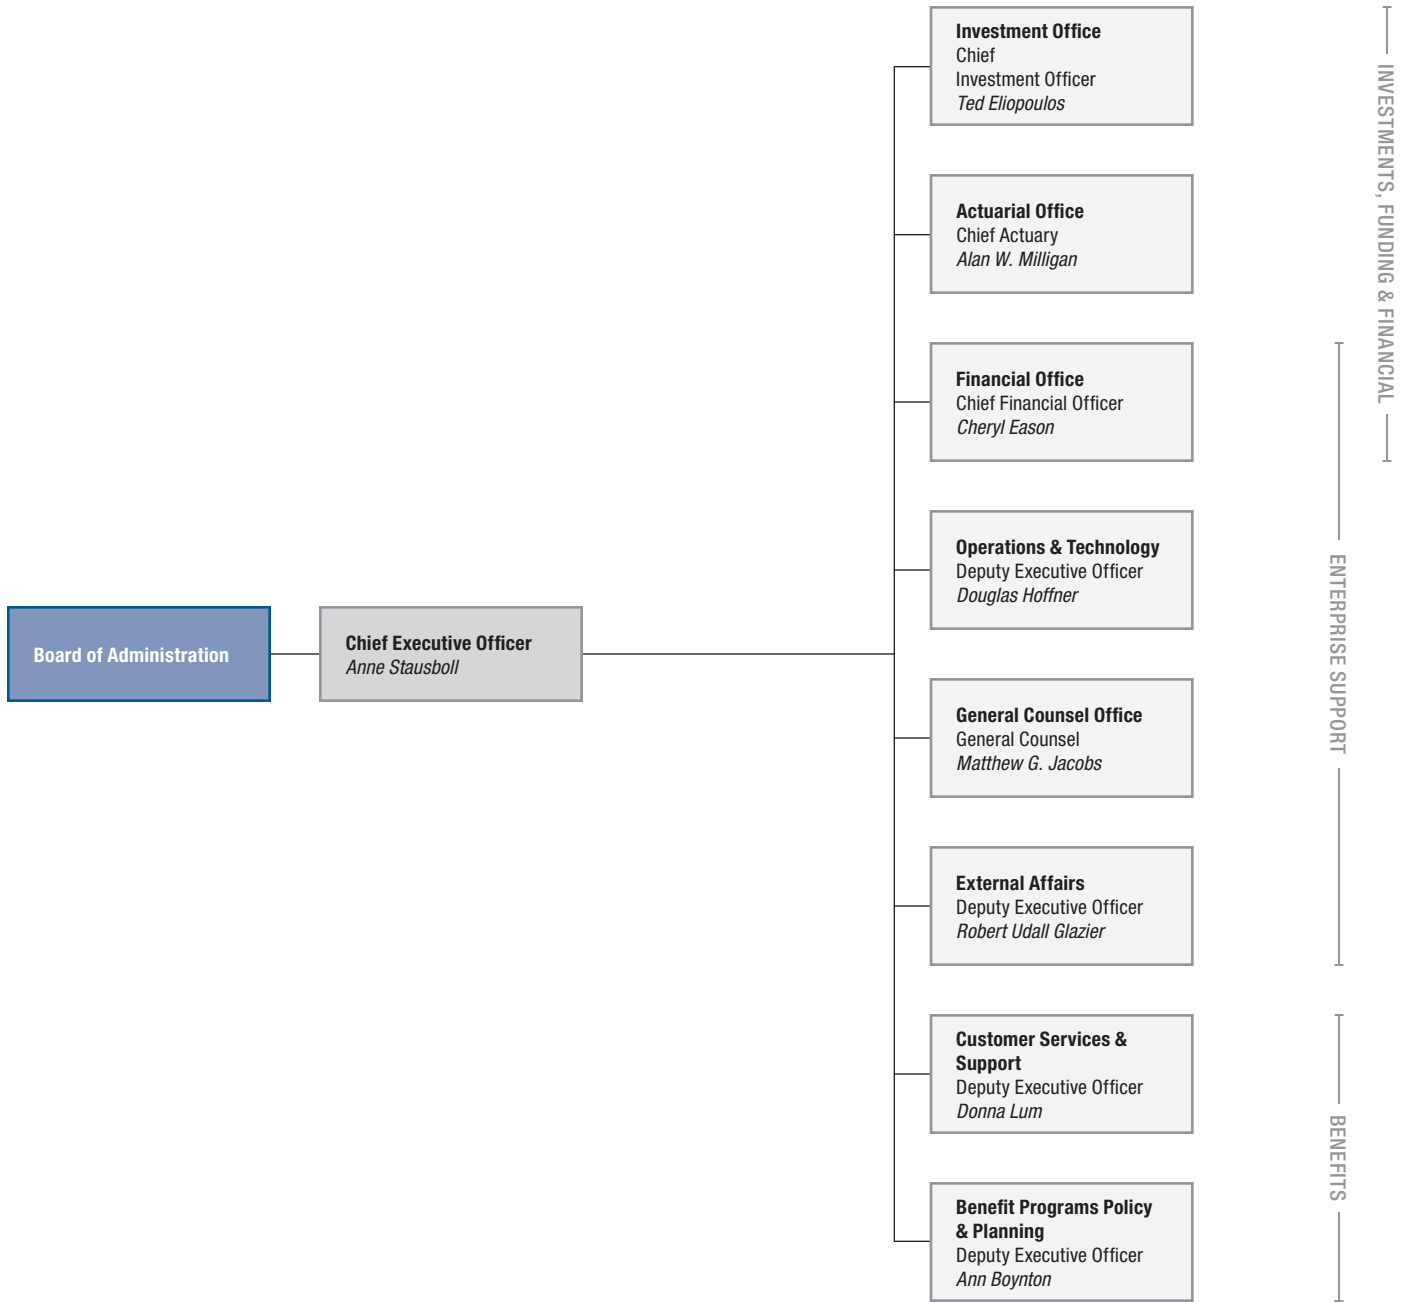 Board of Administration
Chief Executive Officer
Anne Stausboll
Investment Office
Chief
Investment Officer
Ted Eliopoulos
Actuarial Office
Chief Actuary
Alan W. Milligan
Financial Office
Chief Financial Officer
Cheryl Eason
Operations & Technology
Deputy Executive Officer
Douglas Hoffner
General Counsel Office
General Counsel
Matthew G. Jacobs
External Affairs
Deputy Executive Officer
Robert Udall Glazier
Customer Services &
Support
Deputy Executive Officer
Donna Lum
Benefit Programs Policy
& Planning
Deputy Executive Officer
Ann Boynton
INVESTMENTS, FUNDING & FINANCIAL
ENTERPRISE SUPPORT
BENEFITS